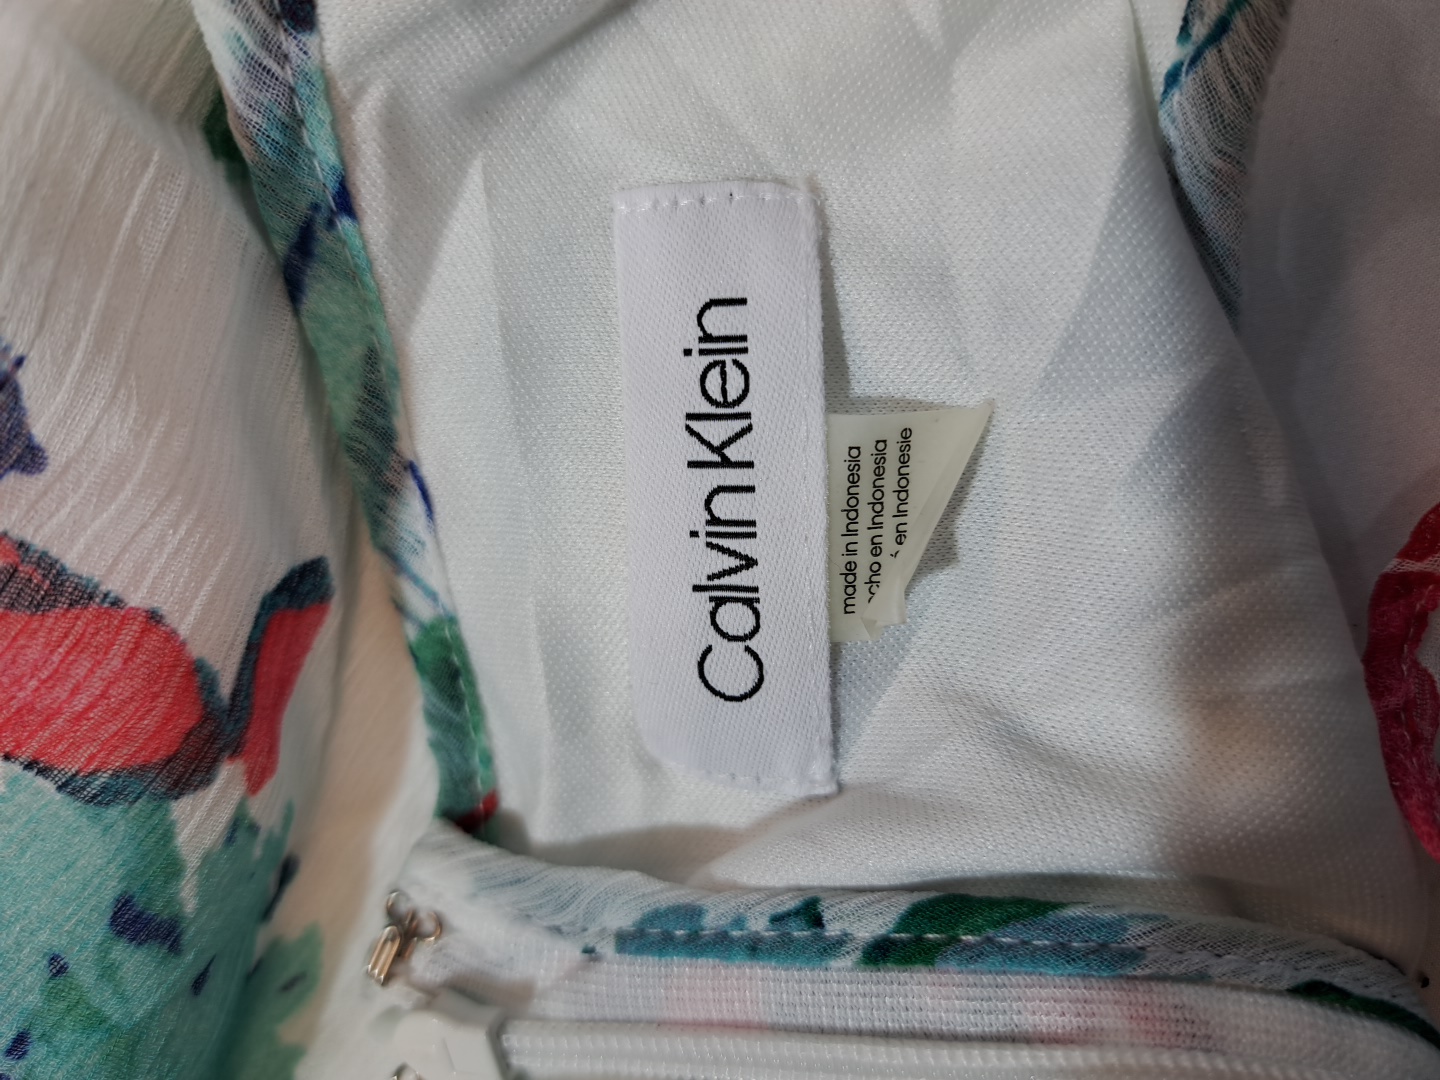 Calvin Klein
made in Indonesia
en Indonesia
en Indonesie